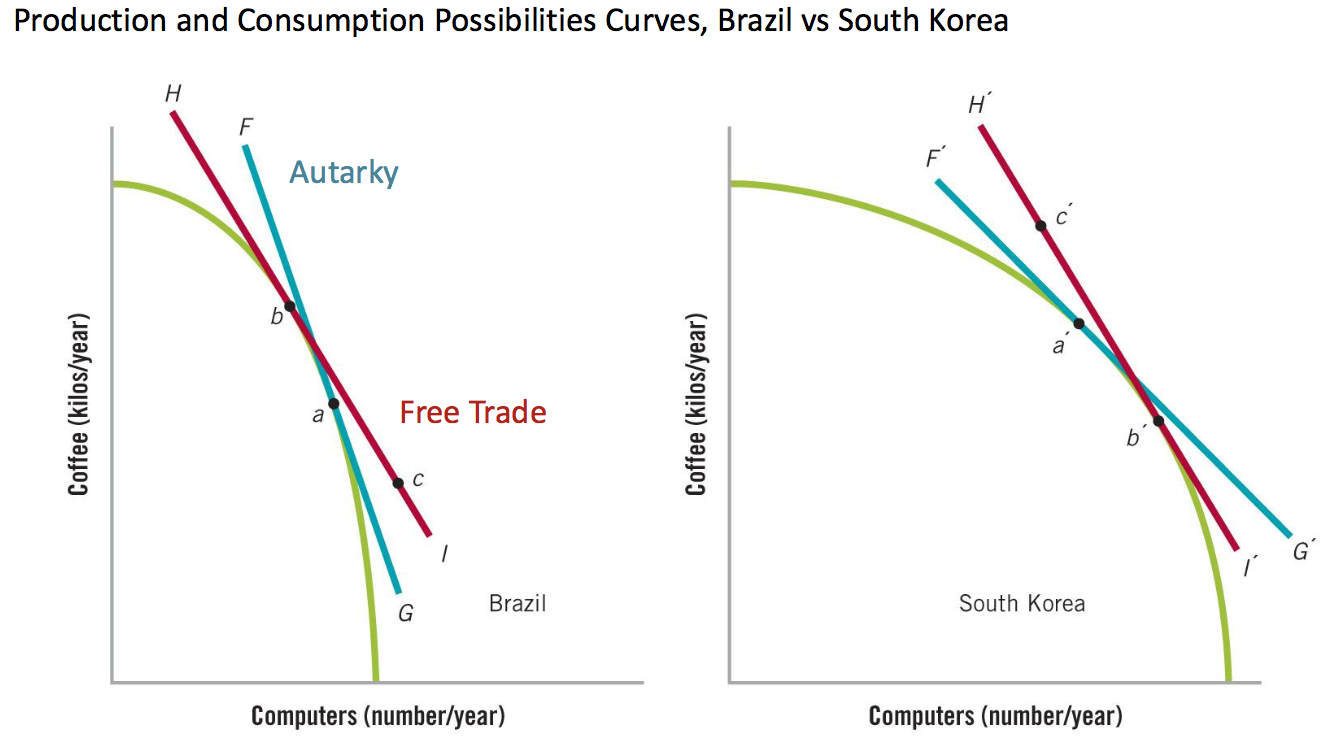 Production and Consumption Possibilities Curves, Brazil vs South Korea
H
F
Autarky
b
a
Free Trade
c
I
G
Brazil
Coffee (kilos/year)
Computers (number/year)
H´
F´
c´
a´
b´
I´
G´
South Korea
Coffee (kilos/year)
Computers (number/year)